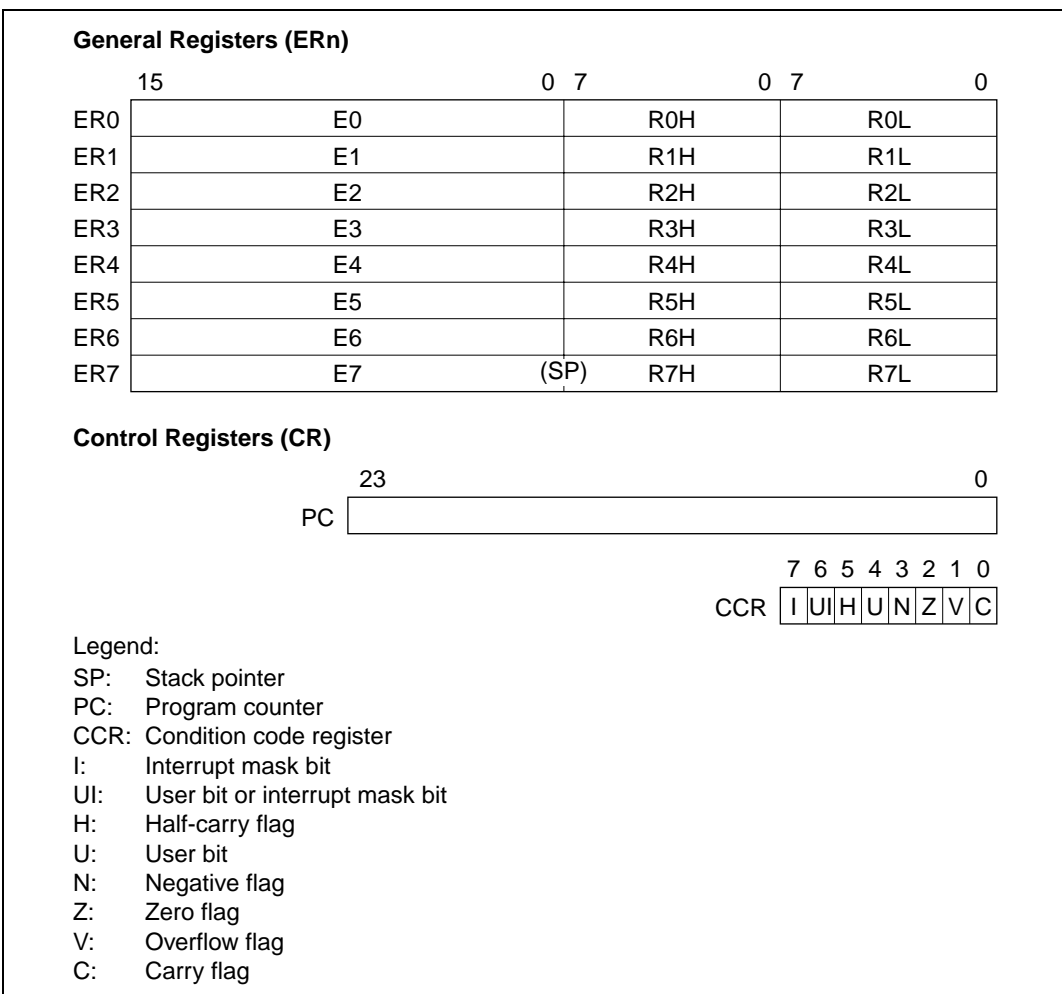 General Registers (ERn)
15 0 7 0 7 0
ER0 E0 R0H R0L
ER1 E1 R1H R1L
ER2 E2 R2H R2L
ER3 E3 R3H R3L
ER4 E4 R4H R4L
ER5 E5 R5H R5L
ER6 E6 R6H R6L
ER7 E7 (SP) R7H R7L
Control Registers (CR)
23 0
PC
7 6 5 4 3 2 1 0
CCR I UI H U N Z V C
Legend:
SP: Stack pointer
PC: Program counter
CCR: Condition code register
I: Interrupt mask bit
UI: User bit or interrupt mask bit
H: Half-carry flag
U: User bit
N: Negative flag
Z: Zero flag
V: Overflow flag
C: Carry flag